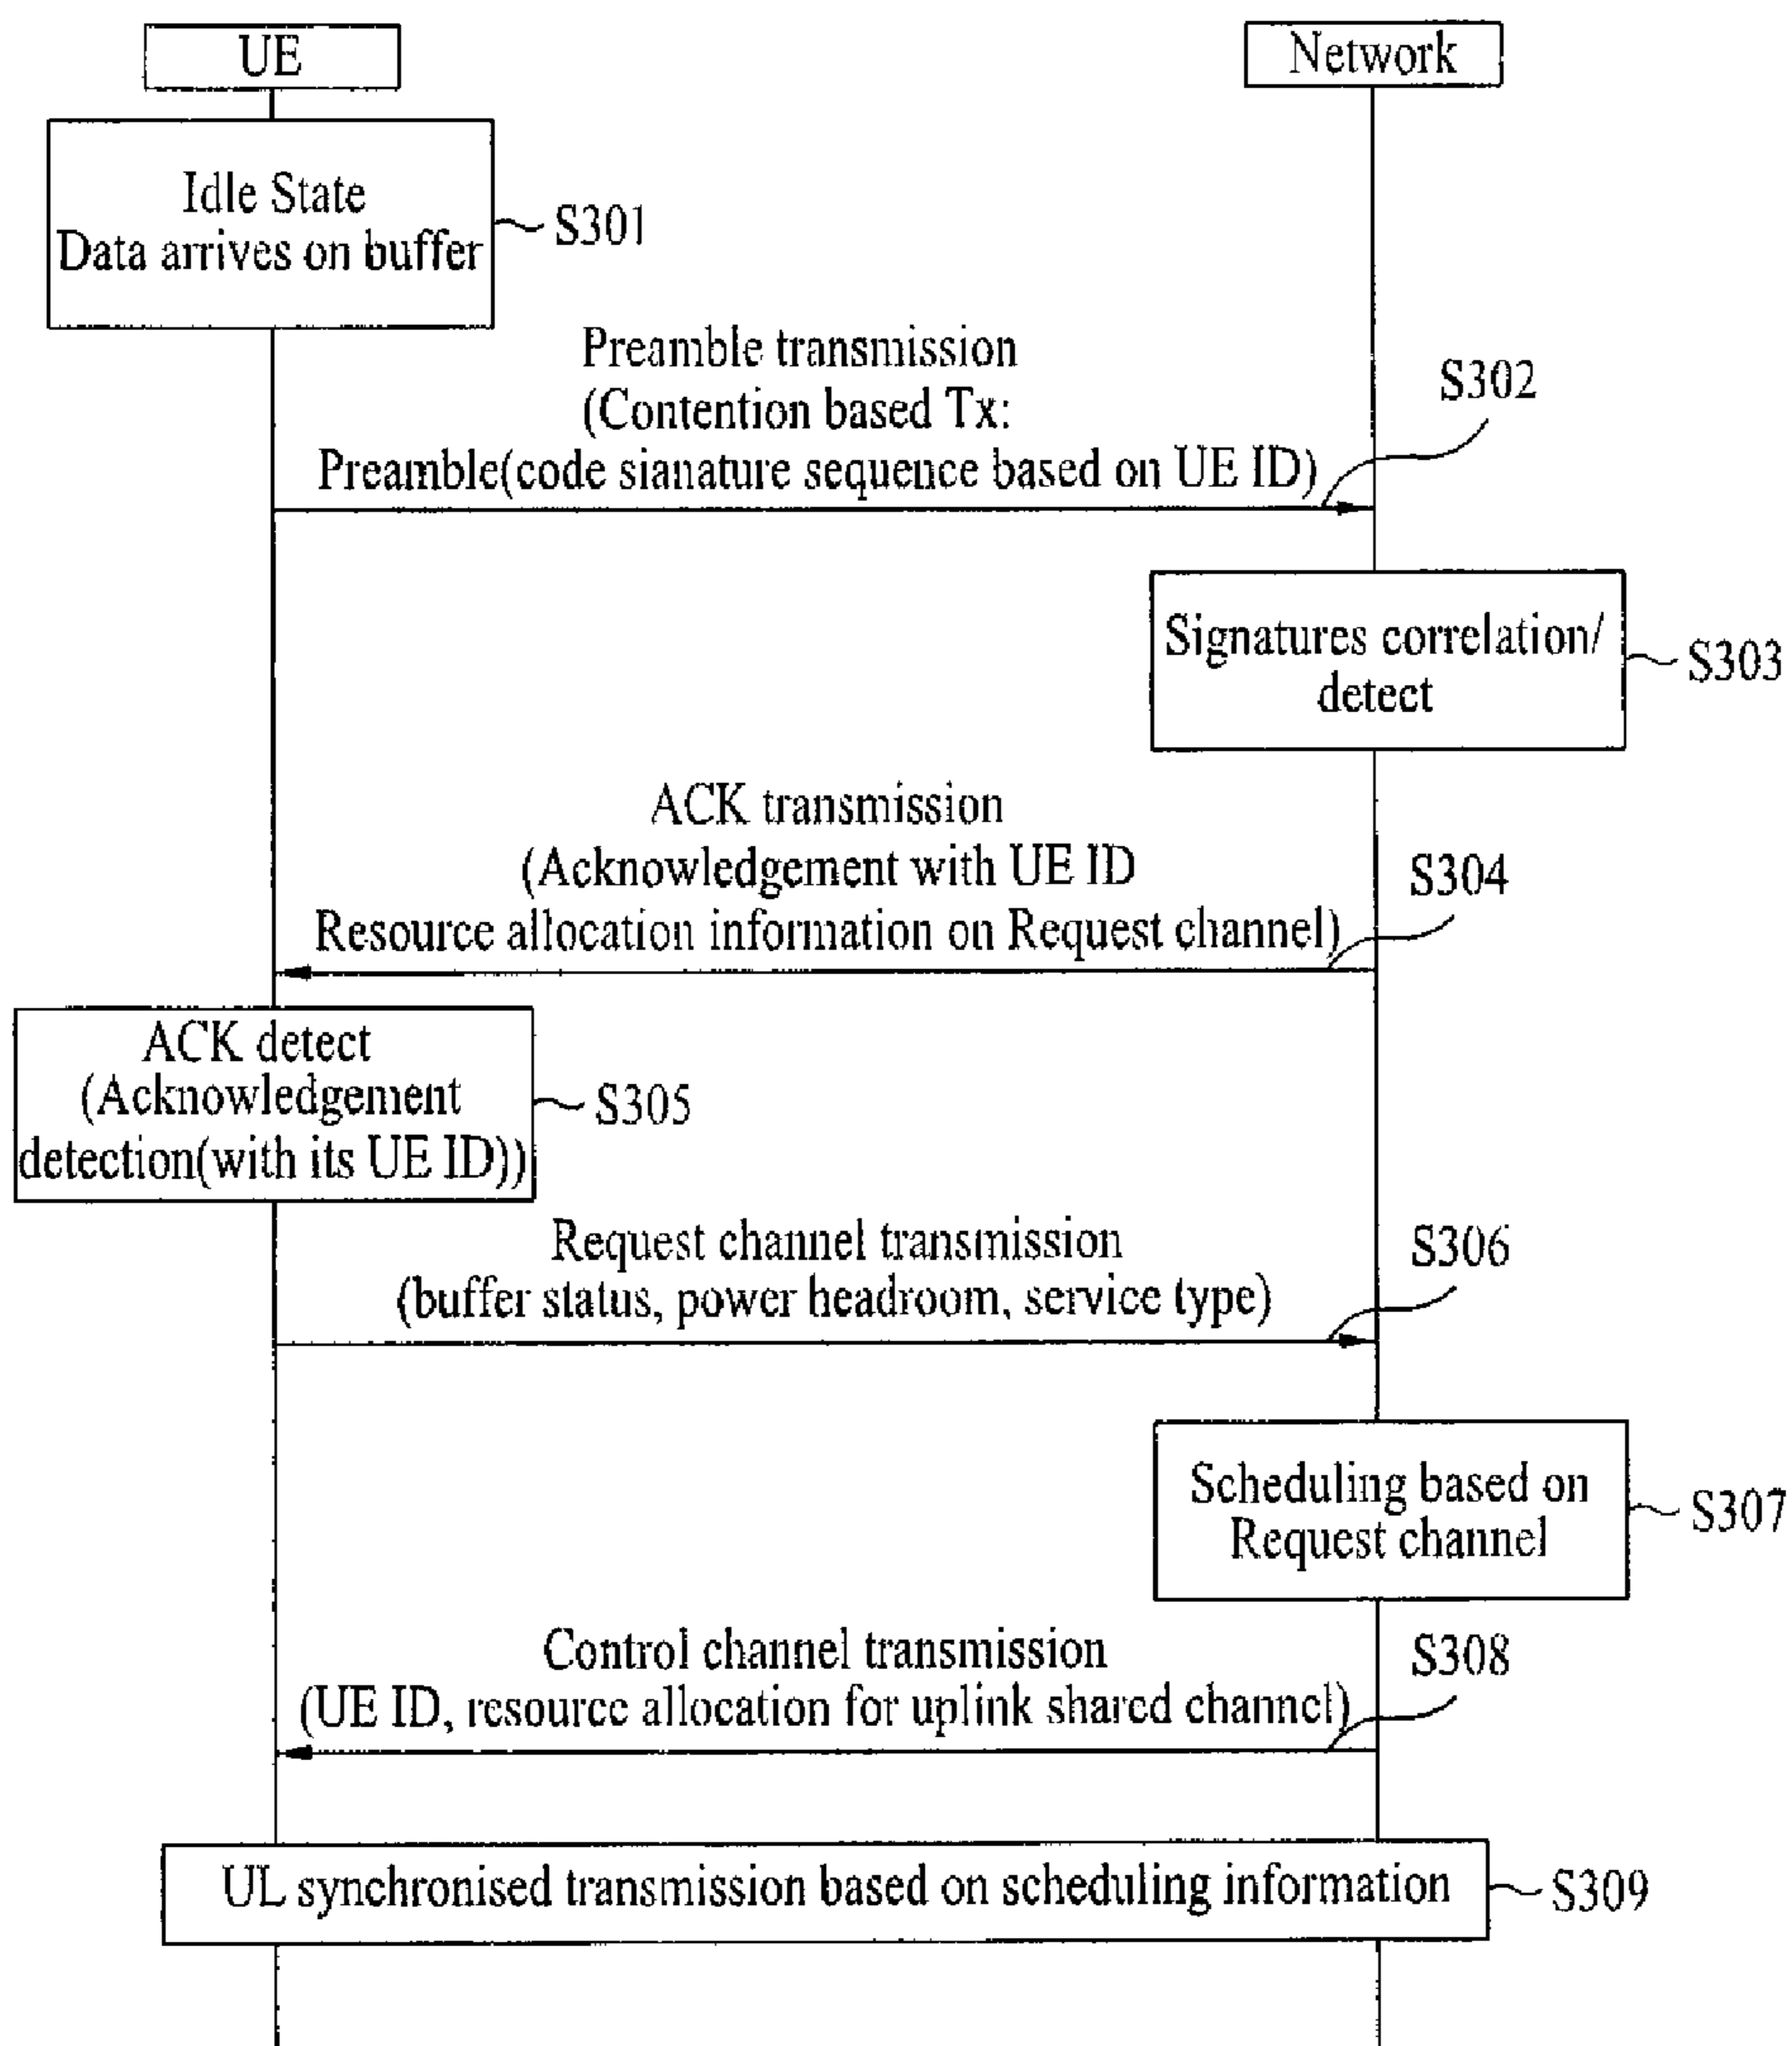 UE
Network
Idle State
Data arrives on buffer
S301
Preamble transmission
(Contention based Tx:
Preamble(code sianature sequence based on UE ID)
S302
Signatures correlation/
detect
S303
ACK transmission
(Acknowledgement with UE ID
Resource allocation information on Request channel)
S304
ACK detect
(Acknowledgement
detection(with its UE ID))
S305
Request channel transmission
(buffer status, power headroom, service type)
S306
Scheduling based on
Request channel
S307
Control channel transmission
(UE ID, resource allocation for uplink shared channel)
S308
UL synchronised transmission based on scheduling information
S309